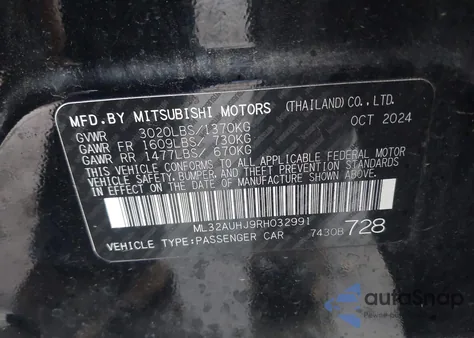 MFD.BY MITSUBISHI MOTORS (THAILAND) CO., LTD.
GVWR 3020LBS/1370KG OCT 2024
GAWR FR 1609LBS/ 730KG
GAWR RR 1477LBS/ 670KG
THIS VEHICLE CONFORMS TO ALL APPLICABLE FEDERAL MOTOR
VEHICLE SAFETY, BUMPER, AND THEFT PREVENTION STANDARDS
IN EFFECT ON THE DATE OF MANUFACTURE SHOWN ABOVE.
ML32AUHJ9RH032991
VEHICLE TYPE:PASSENGER CAR 74308 728
autoSnap